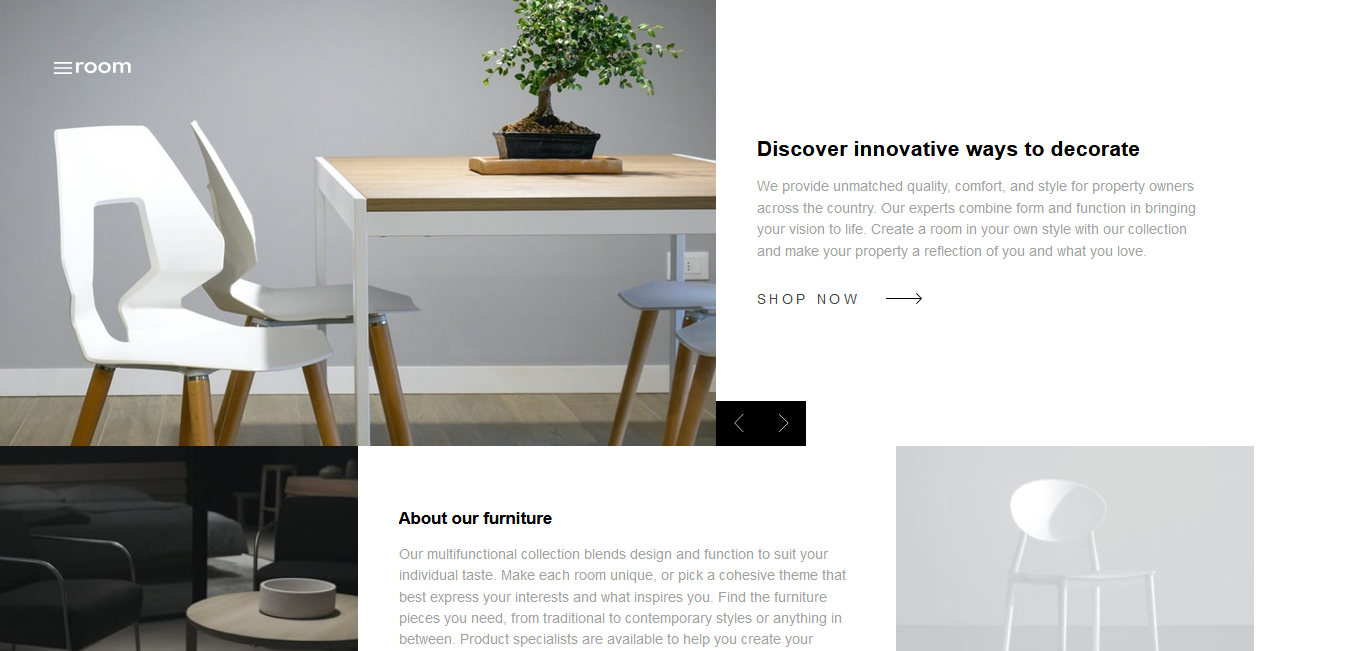 room
Discover innovative ways to decorate
We provide unmatched quality, comfort, and style for property owners
across the country. Our experts combine form and function in bringing
your vision to life. Create a room in your own style with our collection
and make your property a reflection of you and what you love.
SHOP NOW
About our furniture
Our multifunctional collection blends design and function to suit your
individual taste. Make each room unique, or pick a cohesive theme that
best express your interests and what inspires you. Find the furniture
pieces you need, from traditional to contemporary styles or anything in
between. Product specialists are available to help you create your